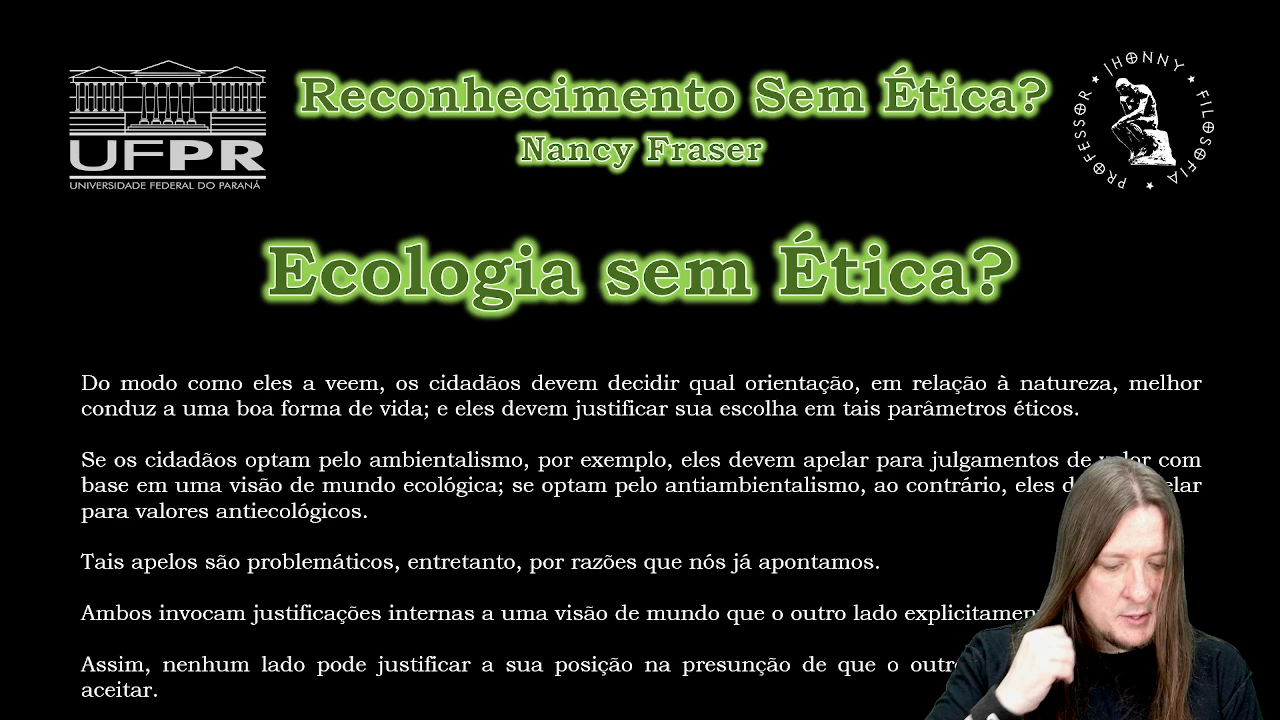 UFPR
UNIVERSIDADE FEDERAL DO PARANÁ
Reconhecimento Sem Ética?
Nancy Fraser
PROFESSOR ★ JHONNY ★ FILOSOFIA ★
Ecologia sem Ética?
Do modo como eles a veem, os cidadãos devem decidir qual orientação, em relação à natureza, melhor
conduz a uma boa forma de vida; e eles devem justificar sua escolha em tais parâmetros éticos.
Se os cidadãos optam pelo ambientalismo, por exemplo, eles devem apelar para julgamentos de valor com
base em uma visão de mundo ecológica; se optam pelo antiambientalismo, ao contrário, eles
para valores antiecológicos.
Tais apelos são problemáticos, entretanto, por razões que nós já apontamos.
Ambos invocam justificações internas a uma visão de mundo que o outro lado
Assim, nenhum lado pode justificar a sua posição na presunção de que o
aceitar.